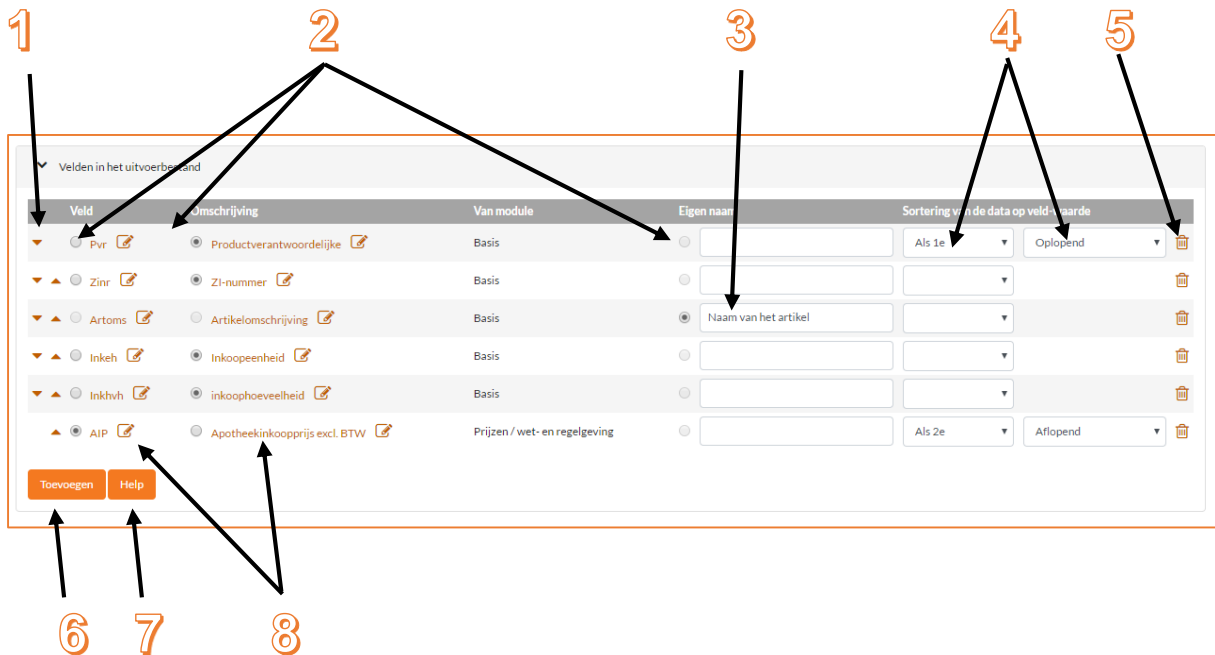 1 2 3 4 5
Velden in het uitvoerbestand
Veld Omschrijving Van module Eigen naam Sortering van de data op veld-waarde
Pvr Productverantwoordelijke Basis Als 1e Oplopend
Zinr ZI-nummer Basis
Artoms Artikelomschrijving Basis Naam van het artikel
Inkeh Inkoopeenheid Basis
Inkhvh inkoophoeveelheid Basis
AIP Apotheekinkoopprijs excl. BTW Prijzen / wet- en regelgeving Als 2e Aflopend
Toevoegen Help
6 7 8